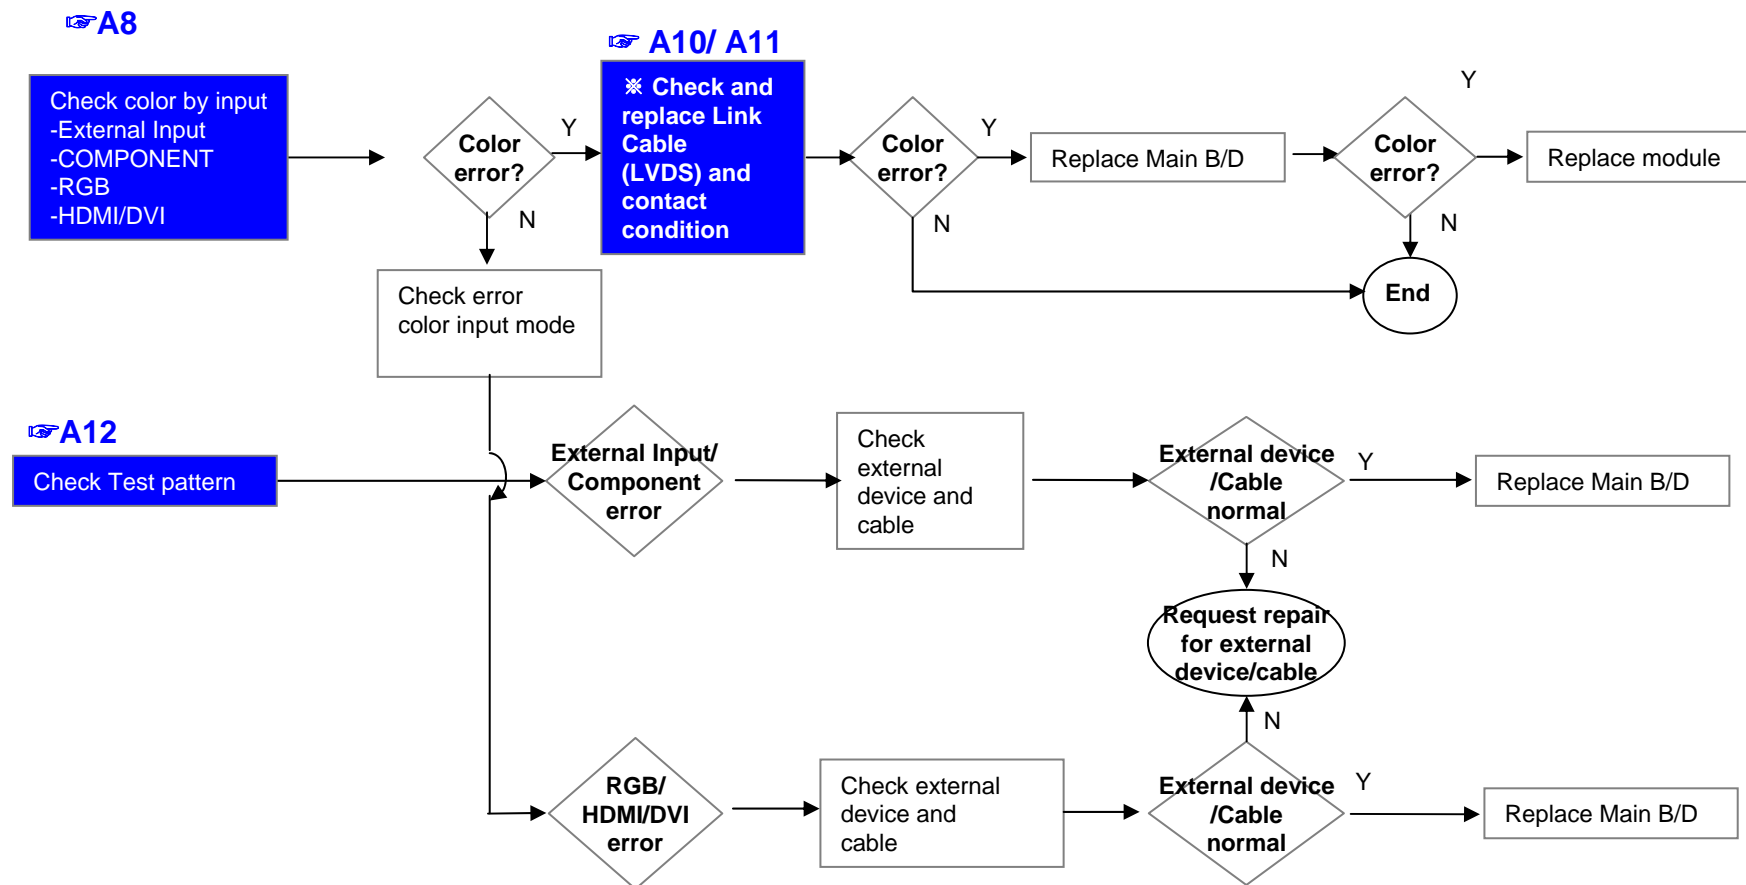 ☞A8
☞ A10/ A11
Check color by input
-External Input
-COMPONENT
-RGB
-HDMI/DVI
Color
error?
Y
N
※ Check and
replace Link
Cable
(LVDS) and
contact
condition
Color
error?
Y
N
Replace Main B/D
Color
error?
Y
N
Replace module
End
Check error
color input mode
☞A12
Check Test pattern
External Input/
Component
error
Check
external
device and
cable
External device
/Cable
normal
Y
N
Replace Main B/D
Request repair
for external
device/cable
N
RGB/
HDMI/DVI
error
Check external
device and
cable
External device
/Cable
normal
Y
Replace Main B/D